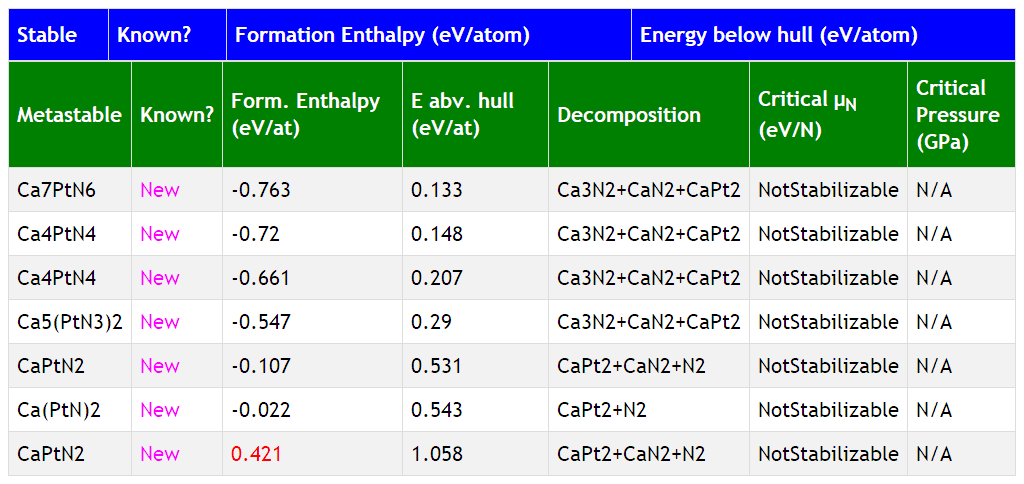 Stable Known? Formation Enthalpy (eV/atom) Energy below hull (eV/atom)
Metastable Known? Form. Enthalpy (eV/at) E abv. hull (eV/at) Decomposition Critical μN (eV/N) Critical Pressure (GPa)
Ca7PtN6 New -0.763 0.133 Ca3N2+CaN2+CaPt2 NotStabilizable N/A
Ca4PtN4 New -0.72 0.148 Ca3N2+CaN2+CaPt2 NotStabilizable N/A
Ca4PtN4 New -0.661 0.207 Ca3N2+CaN2+CaPt2 NotStabilizable N/A
Ca5(PtN3)2 New -0.547 0.29 Ca3N2+CaN2+CaPt2 NotStabilizable N/A
CaPtN2 New -0.107 0.531 CaPt2+CaN2+N2 NotStabilizable N/A
Ca(PtN)2 New -0.022 0.543 CaPt2+N2 NotStabilizable N/A
CaPtN2 New 0.421 1.058 CaPt2+CaN2+N2 NotStabilizable N/A